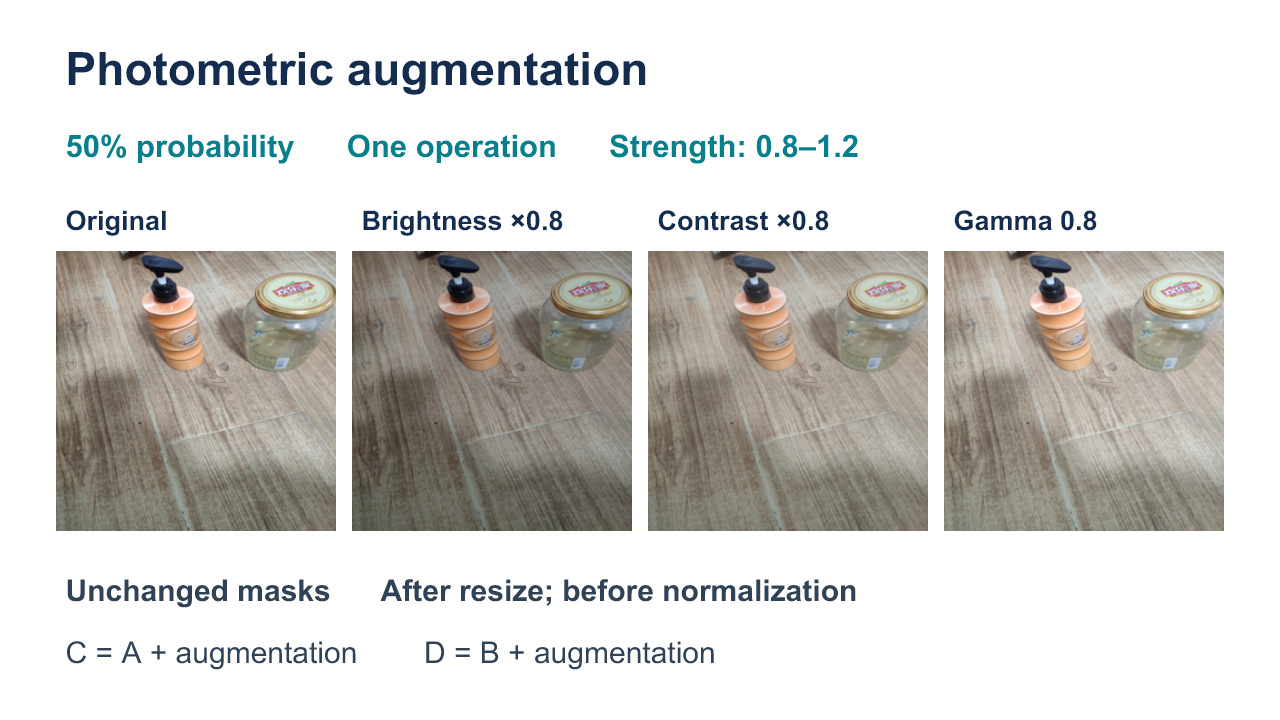 Photometric augmentation
50% probability One operation Strength: 0.8–1.2
Original Brightness ×0.8 Contrast ×0.8 Gamma 0.8
Unchanged masks After resize; before normalization
C = A + augmentation D = B + augmentation